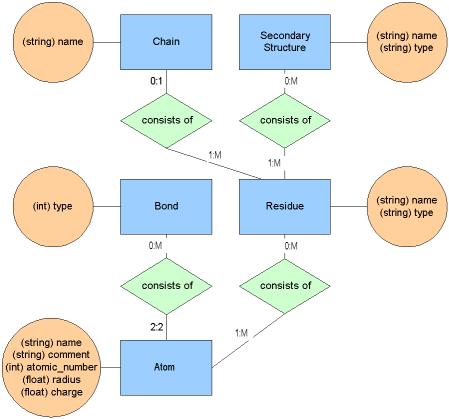 (string) name
Chain
Secondary
Structure
(string) name
(string) type
0:1
0:M
consists of
consists of
1:M
1:M
(int) type
Bond
Residue
(string) name
(string) type
0:M
0:M
consists of
consists of
2:2
1:M
(string) name
(string) comment
(int) atomic_number
(float) radius
(float) charge
Atom